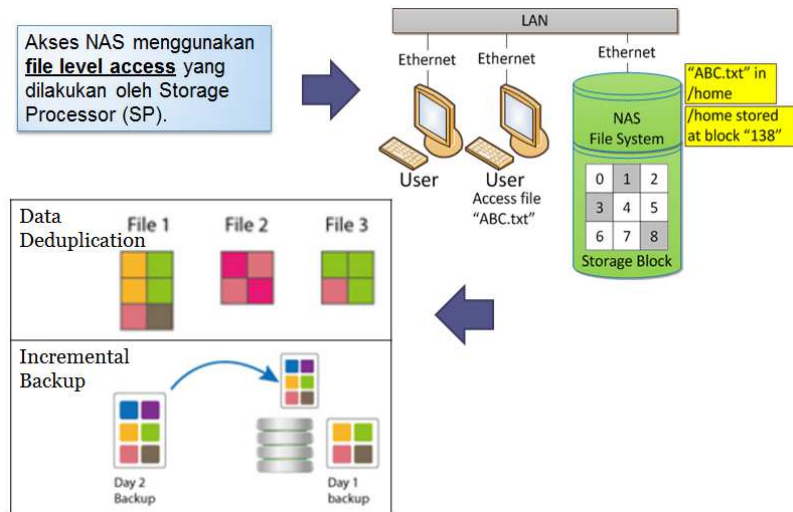 Akses NAS menggunakan
file level access yang
dilakukan oleh Storage
Processor (SP).
LAN
Ethernet
Ethernet
Ethernet
User
User
Access file
"ABC.txt"
NAS
File System
"ABC.txt" in
/home
/home stored
at block "138"
0 1 2
3 4 5
6 7 8
Storage Block
Data
Deduplication
File 1
File 2
File 3
Incremental
Backup
Day 2
Backup
Day 1
backup